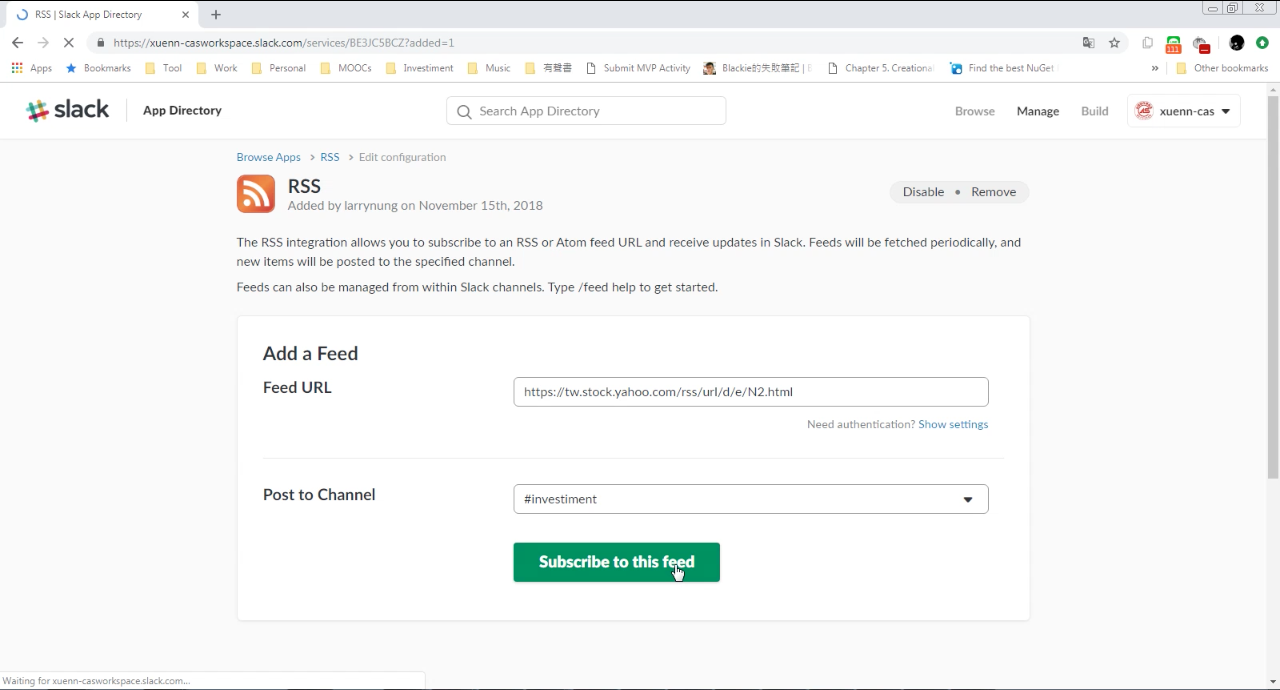 RSS | Slack App Directory
https://xuenn-casworkspace.slack.com/services/BE3JC5BCZ?added=1
Apps Bookmarks Tool Work Personal MOOCs Investiment Music 有聲書 Submit MVP Activity Blackie的失敗筆記 | Chapter 5. Creational Find the best NuGet » Other bookmarks
slack App Directory Search App Directory Browse Manage Build xuenn-cas
Browse Apps > RSS > Edit configuration
RSS
Disable • Remove
Added by larrynung on November 15th, 2018
The RSS integration allows you to subscribe to an RSS or Atom feed URL and receive updates in Slack. Feeds will be fetched periodically, and
new items will be posted to the specified channel.
Feeds can also be managed from within Slack channels. Type /feed help to get started.
Add a Feed
Feed URL https://tw.stock.yahoo.com/rss/url/d/e/N2.html
Need authentication? Show settings
Post to Channel #investiment
Subscribe to this feed
Waiting for xuenn-casworkspace.slack.com...